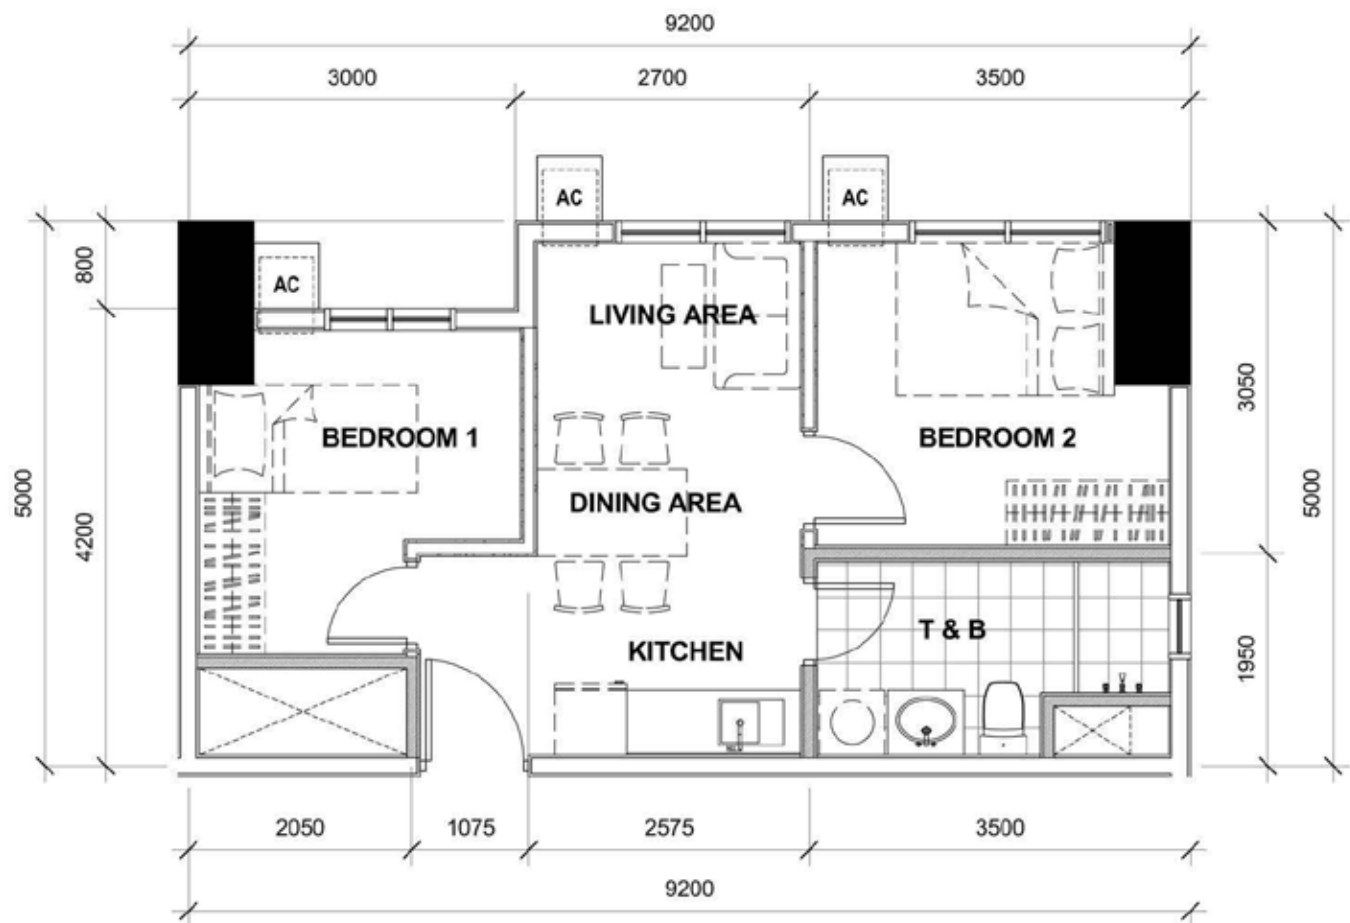 9200
3000
2700
3500
AC
AC
AC
800
LIVING AREA
3050
BEDROOM 1
BEDROOM 2
5000
4200
DINING AREA
5000
T & B
KITCHEN
1950
2050
1075
2575
3500
9200